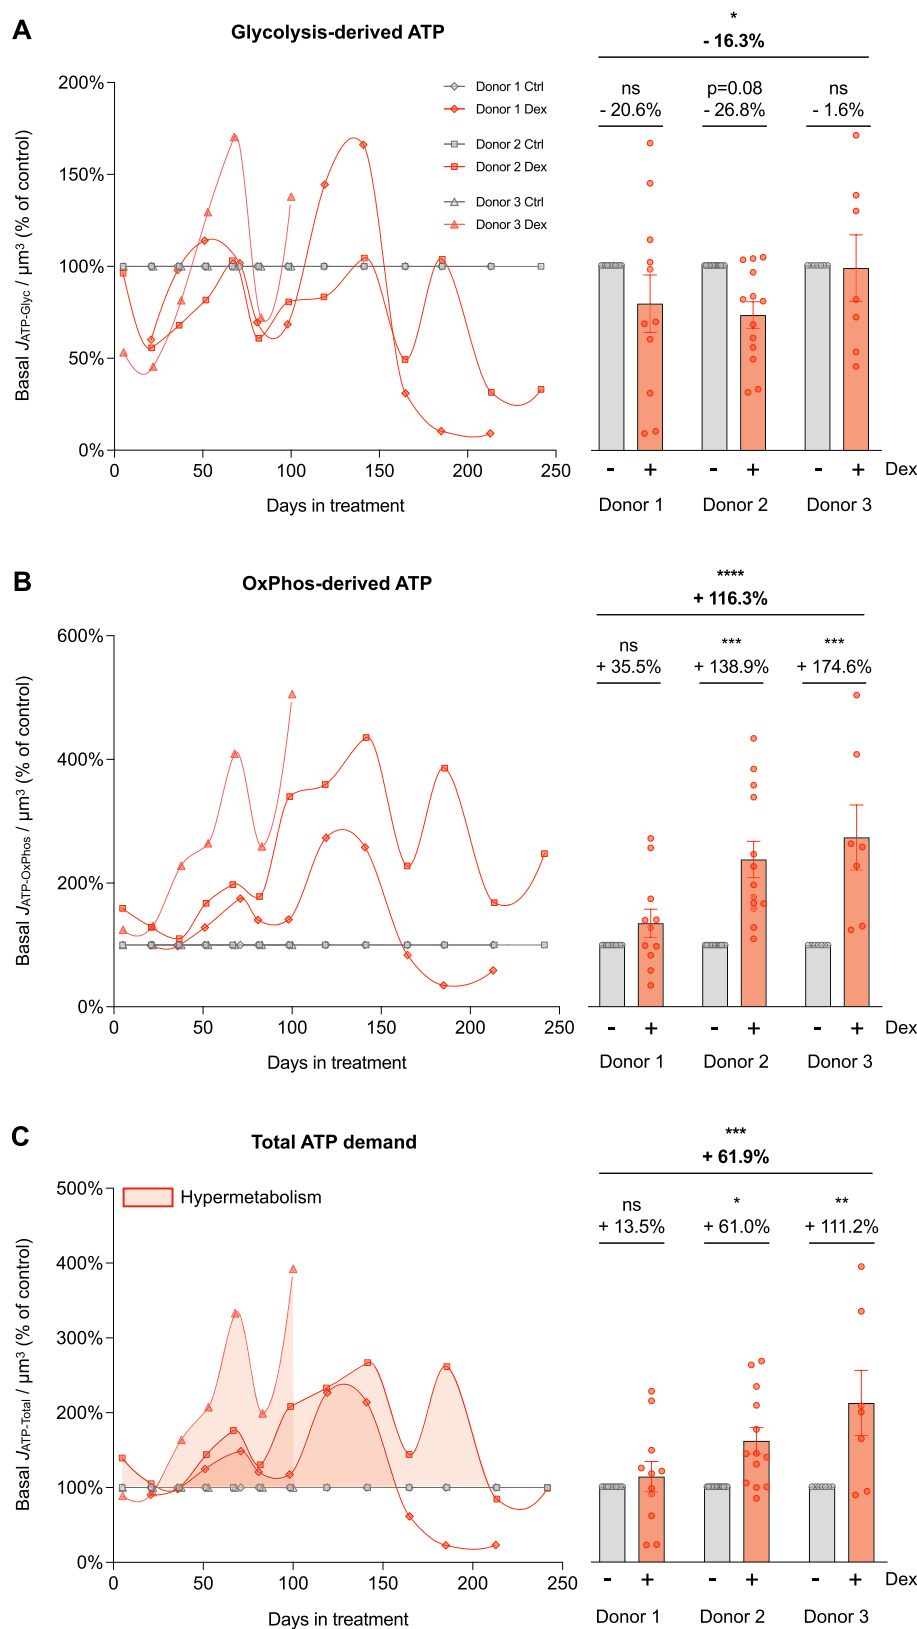 A
Glycolysis-derived ATP
*
- 16.3%
ns
- 20.6%
p=0.08
- 26.8%
ns
- 1.6%
Donor 1 Ctrl
Donor 1 Dex
Donor 2 Ctrl
Donor 2 Dex
Donor 3 Ctrl
Donor 3 Dex
Basal JATP-Glyc / μm³ (% of control)
200%
150%
100%
50%
0%
0 50 100 150 200 250
Days in treatment
- + - + - + Dex
Donor 1 Donor 2 Donor 3
B
OxPhos-derived ATP
****
+ 116.3%
ns
+ 35.5%
***
+ 138.9%
***
+ 174.6%
Basal JATP-OxPhos / μm³ (% of control)
600%
400%
200%
0%
0 50 100 150 200 250
Days in treatment
- + - + - + Dex
Donor 1 Donor 2 Donor 3
C
Total ATP demand
***
+ 61.9%
ns
+ 13.5%
*
+ 61.0%
**
+ 111.2%
Hypermetabolism
Basal JATP-Total / μm³ (% of control)
500%
400%
300%
200%
100%
0%
0 50 100 150 200 250
Days in treatment
- + - + - + Dex
Donor 1 Donor 2 Donor 3